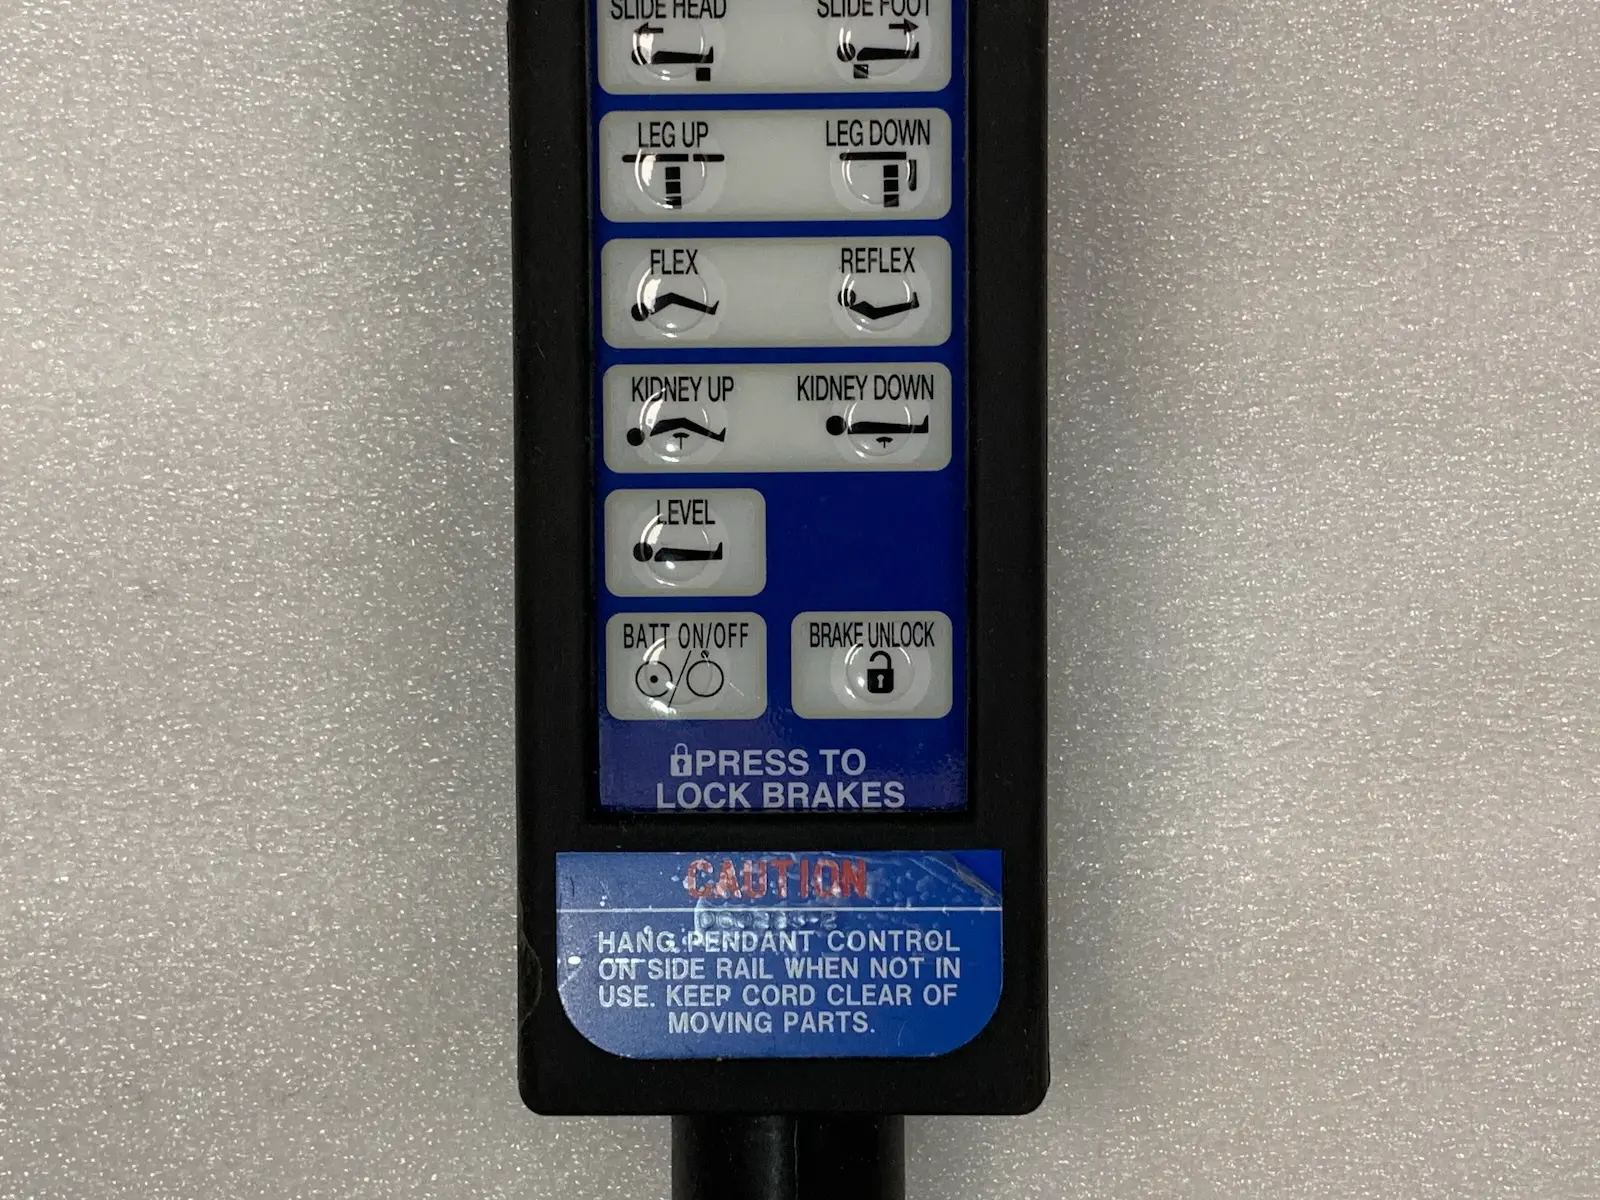 SLIDE HEAD SLIDE FOOT
LEG UP LEG DOWN
FLEX REFLEX
KIDNEY UP KIDNEY DOWN
LEVEL
BATT ON/OFF BRAKE UNLOCK
PRESS TO
LOCK BRAKES
CAUTION
HANG PENDANT CONTROL
ON SIDE RAIL WHEN NOT IN
USE. KEEP CORD CLEAR OF
MOVING PARTS.